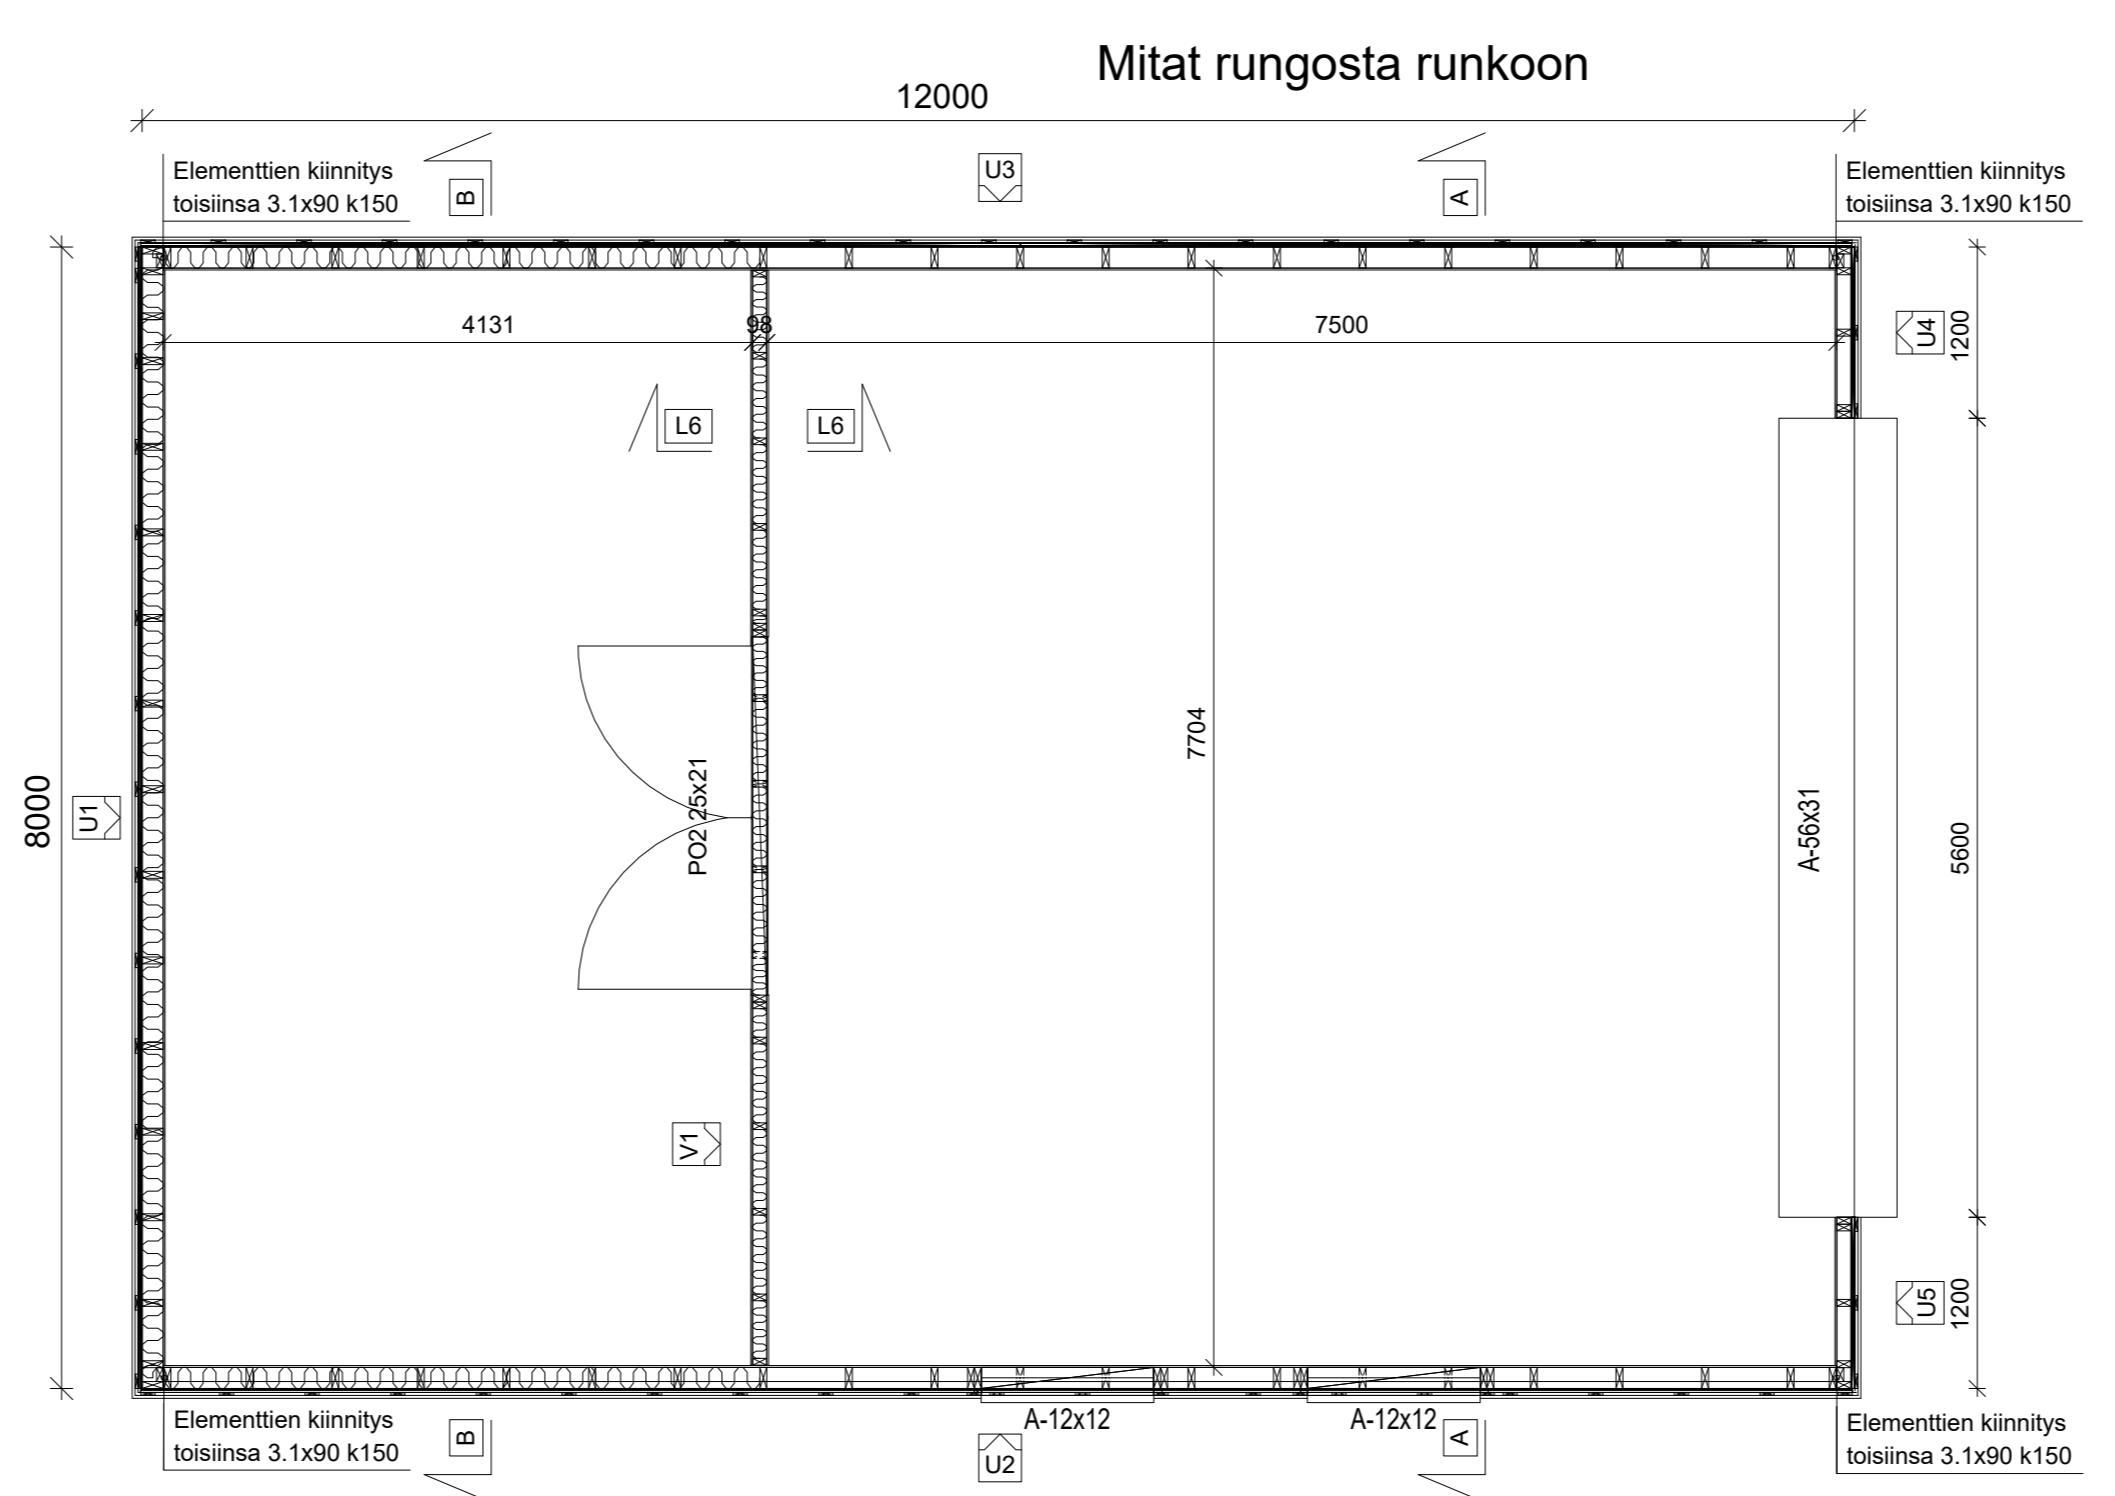 Mitat rungosta runkoon
12000
Elementtien kiinnitys
toisiinsa 3.1x90 k150
B
U3
A
Elementtien kiinnitys
toisiinsa 3.1x90 k150
4131
98
7500
U4
1200
L6
L6
8000
U1
PO2 25x21
7704
A-56x31
5600
V1
U5
1200
Elementtien kiinnitys
toisiinsa 3.1x90 k150
B
U2
A-12x12
A-12x12
A
Elementtien kiinnitys
toisiinsa 3.1x90 k150